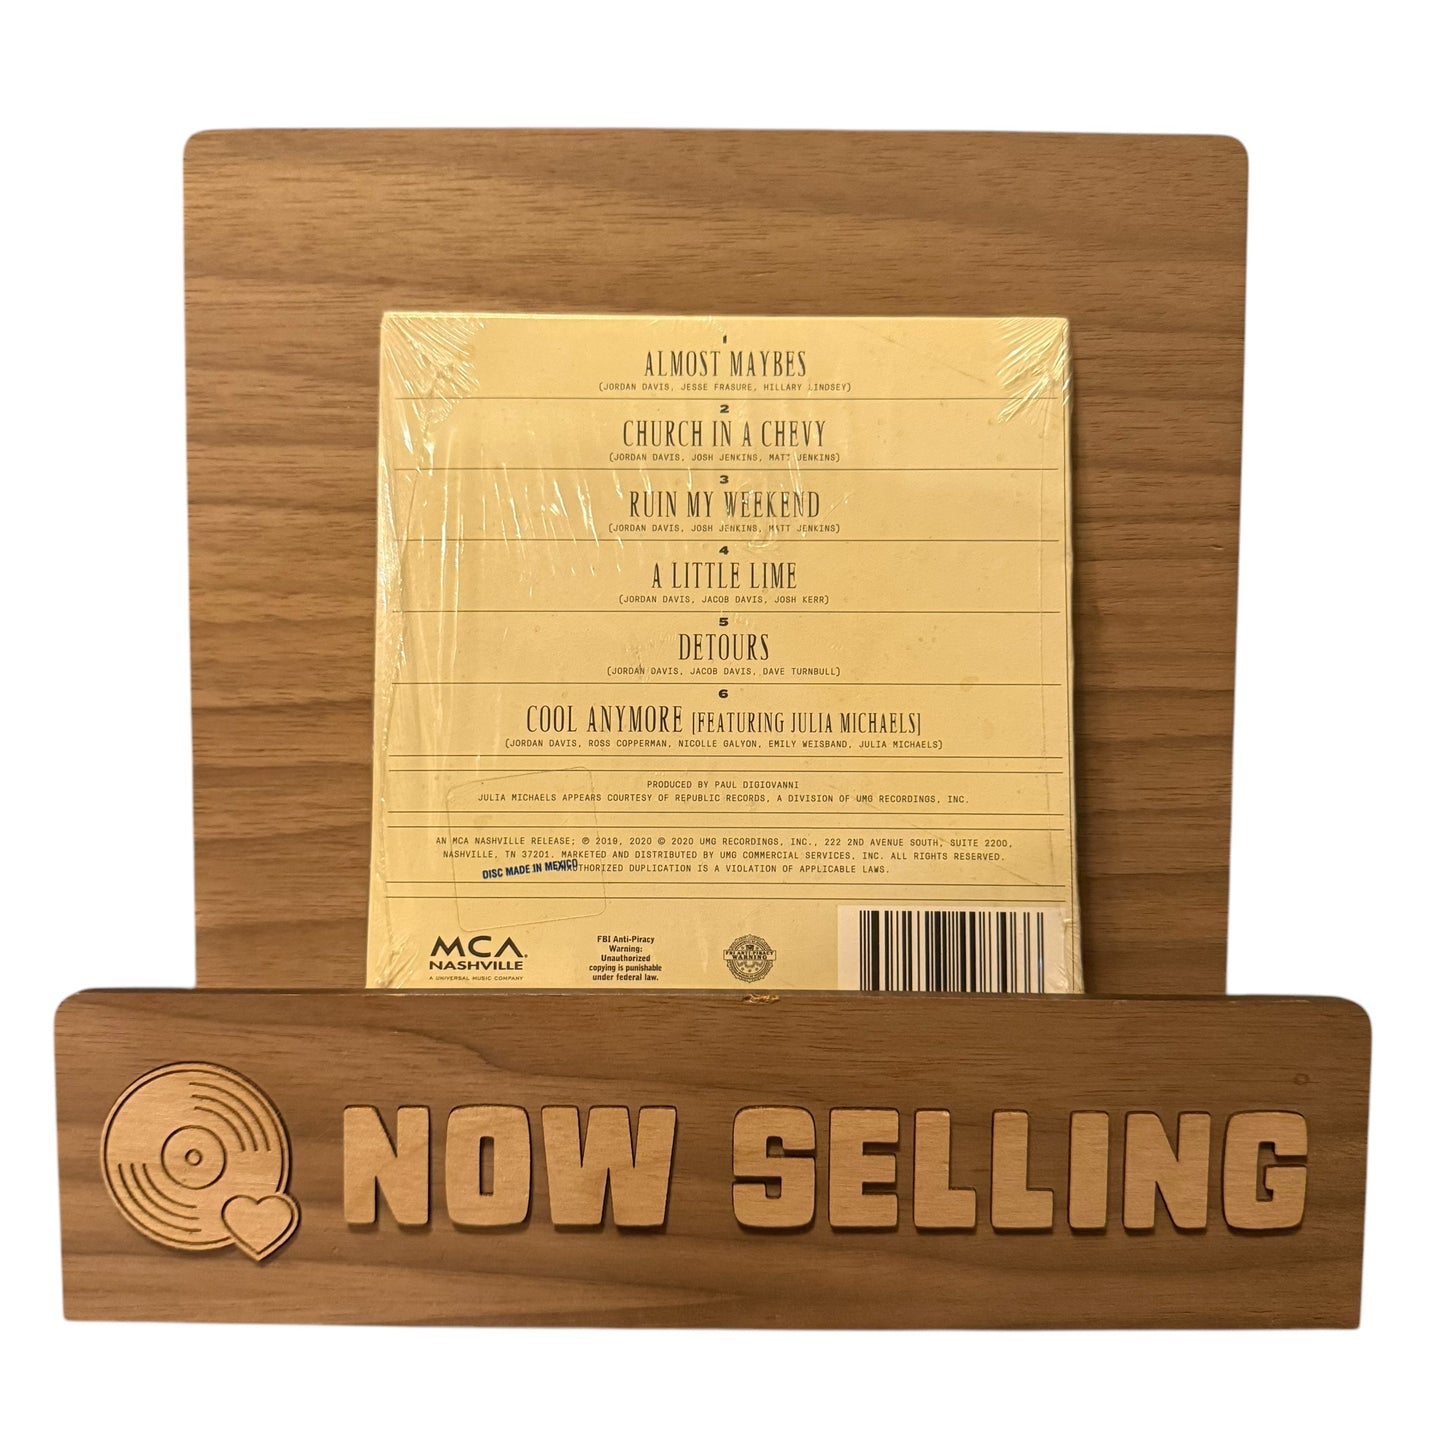 1
ALMOST MAYBES
(JORDAN DAVIS, JESSE FRASURE, HILLARY LINDSEY)
2
CHURCH IN A CHEVY
(JORDAN DAVIS, JOSH JENKINS, MATT JENKINS)
3
RUIN MY WEEKEND
(JORDAN DAVIS, JOSH JENKINS, MATT JENKINS)
4
A LITTLE LIME
(JORDAN DAVIS, JACOB DAVIS, JOSH KERR)
5
DETOURS
(JORDAN DAVIS, JACOB DAVIS, DAVE TURNBULL)
6
COOL ANYMORE [FEATURING JULIA MICHAELS]
(JORDAN DAVIS, ROSS COPPERMAN, NICOLLE GALYON, EMILY WEISBAND, JULIA MICHAELS)
PRODUCED BY PAUL DIGIOVANNI
JULIA MICHAELS APPEARS COURTESY OF REPUBLIC RECORDS, A DIVISION OF UMG RECORDINGS, INC.
AN MCA NASHVILLE RELEASE; ℗ 2019, 2020 © 2020 UMG RECORDINGS, INC., 222 2ND AVENUE SOUTH, SUITE 2200,
NASHVILLE, TN 37201. MARKETED AND DISTRIBUTED BY UMG COMMERCIAL SERVICES, INC. ALL RIGHTS RESERVED.
UNAUTHORIZED DUPLICATION IS A VIOLATION OF APPLICABLE LAWS.
DISC MADE IN MEXICO
MCA
NASHVILLE
A UNIVERSAL MUSIC COMPANY
FBI Anti-Piracy
Warning:
Unauthorized
copying is punishable
under federal law.
FBI ANTI-PIRACY
WARNING
NOW SELLING